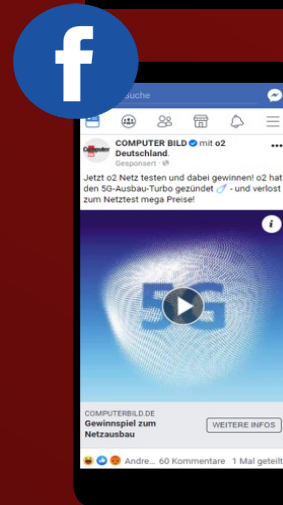 f
Suche
COMPUTER BILD mit o2
Deutschland.
Gesponsert ·
Jetzt o2 Netz testen und dabei gewinnen! o2 hat
den 5G-Ausbau-Turbo gezündet - und verlost
zum Netztest mega Preise!
5G
i
COMPUTERBILD.DE
Gewinnspiel zum
Netzausbau
WEITERE INFOS
Andre... 60 Kommentare 1 Mal geteilt